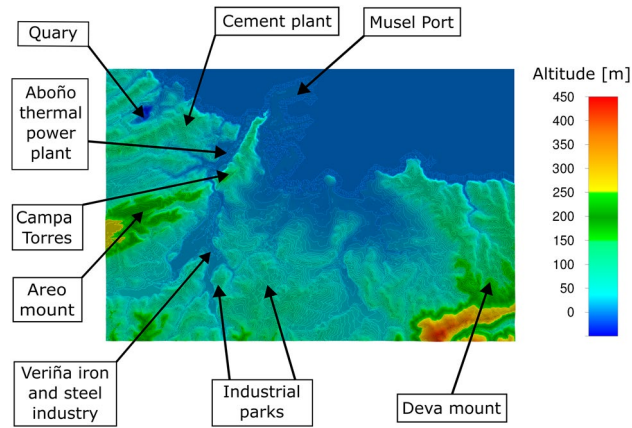 Quary
Cement plant
Musel Port
Aboño
thermal
power
plant
Campa
Torres
Areo
mount
Veriña iron
and steel
industry
Industrial
parks
Deva mount
Altitude [m]
450
400
350
300
250
200
150
100
50
0